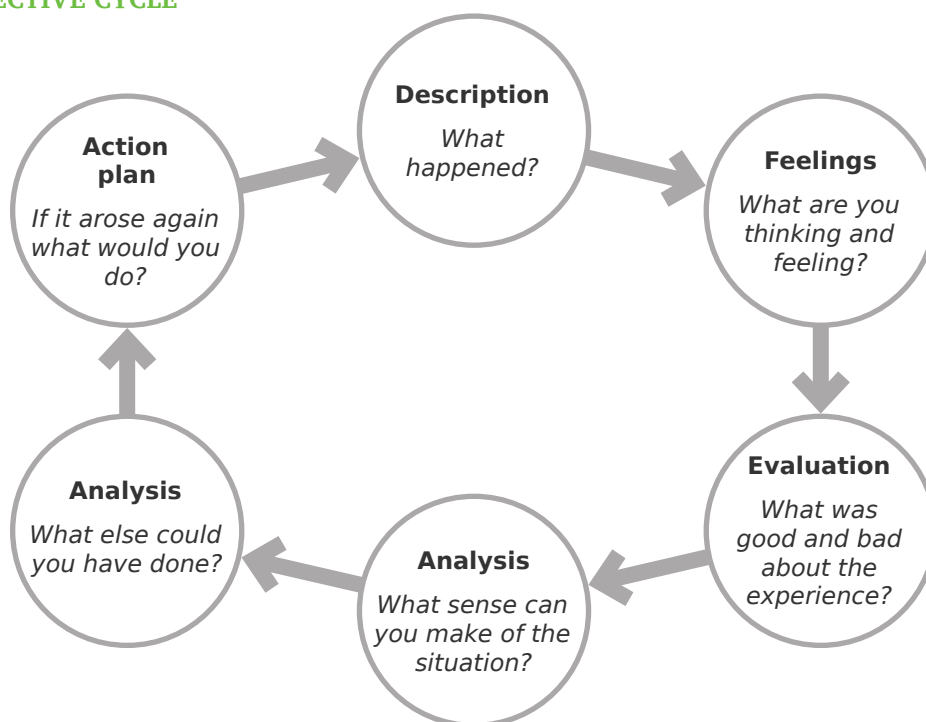 CYCLE
Description
What
happened?
Feelings
What are you
thinking and
feeling?
Evaluation
What was
good and bad
about the
experience?
Analysis
What sense can
you make of the
situation?
Analysis
What else could
you have done?
Action
plan
If it arose again
what would you
do?